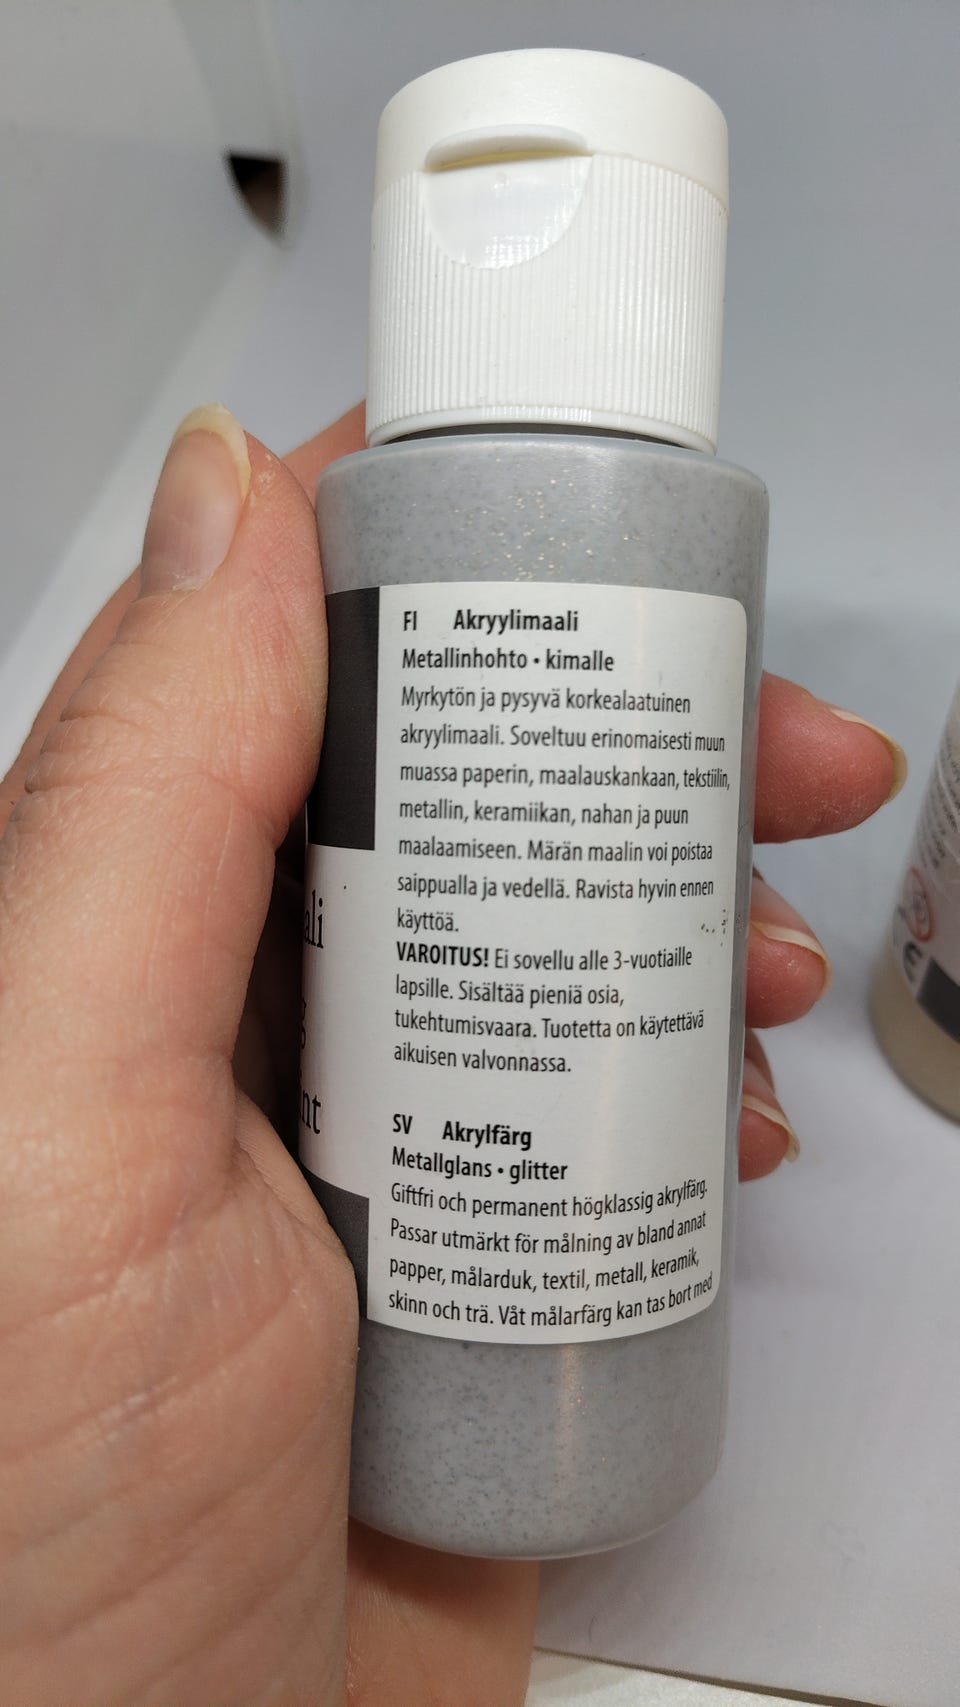 FI Akryylimaali
Metallinhohto • kimalle
Myrkytön ja pysyvä korkealaatuinen
akryylimaali. Soveltuu erinomaisesti muun
muassa paperin, maalauskankaan, tekstiilin,
metallin, keramiikan, nahan ja puun
maalaamiseen. Märän maalin voi poistaa
saippualla ja vedellä. Ravista hyvin ennen
käyttöä.
VAROITUS! Ei sovellu alle 3-vuotiaille
lapsille. Sisältää pieniä osia,
tukehtumisvaara. Tuotetta on käytettävä
aikuisen valvonnassa.
SV Akrylfärg
Metallglans • glitter
Giftfri och permanent högklassig akrylfärg.
Passar utmärkt för målning av bland annat
papper, målarduk, textil, metall, keramik,
skinn och trä. Våt målarfärg kan tas bort med